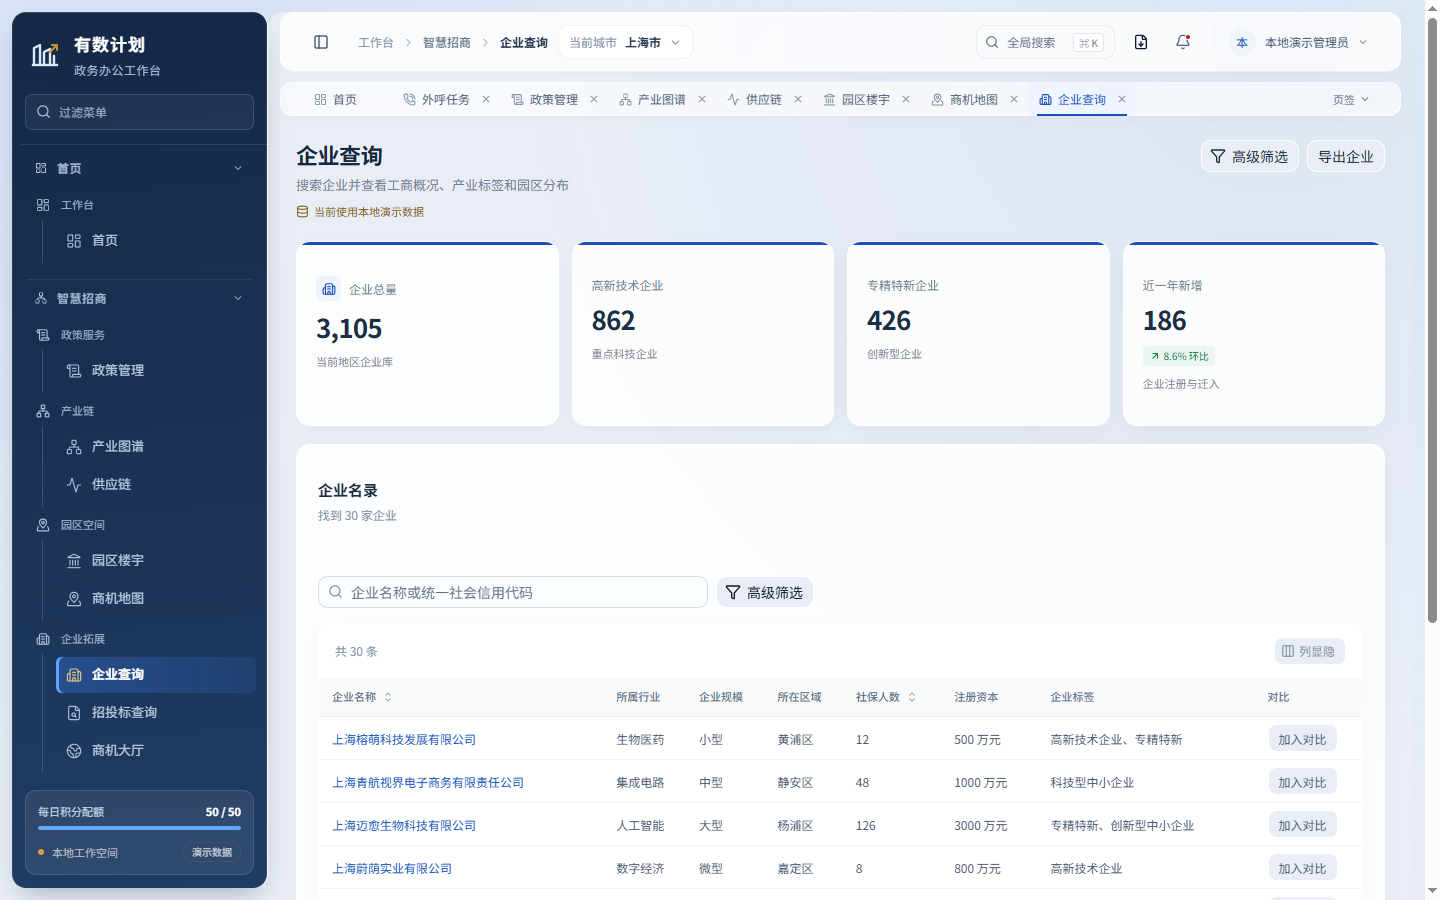 有数计划
政务办公工作台
过滤菜单
首页
工作台
首页
智慧招商
政策服务
政策管理
产业链
产业图谱
供应链
园区空间
园区楼宇
商机地图
企业拓展
企业查询
招投标查询
商机大厅
每日积分配额 50 / 50
本地工作空间 演示数据
工作台 智慧招商 企业查询 当前城市 上海市
全局搜索 ⌘K
本 本地演示管理员
首页 外呼任务 政策管理 产业图谱 供应链 园区楼宇 商机地图 企业查询 页签
企业查询
搜索企业并查看工商概况、产业标签和园区分布
当前使用本地演示数据
高级筛选 导出企业
企业总量
3,105
当前地区企业库
高新技术企业
862
重点科技企业
专精特新企业
426
创新型企业
近一年新增
186
8.6% 环比
企业注册与迁入
企业名录
找到 30 家企业
企业名称或统一社会信用代码 高级筛选
共 30 条 列显隐
企业名称 所属行业 企业规模 所在区域 社保人数 注册资本 企业标签 对比
上海榕萌科技发展有限公司 生物医药 小型 黄浦区 12 500 万元 高新技术企业、专精特新 加入对比
上海青航视界电子商务有限责任公司 集成电路 中型 静安区 48 1000 万元 科技型中小企业 加入对比
上海迈愈生物科技有限公司 人工智能 大型 杨浦区 126 3000 万元 专精特新、创新型中小企业 加入对比
上海蔚荫实业有限公司 数字经济 微型 嘉定区 8 800 万元 高新技术企业 加入对比